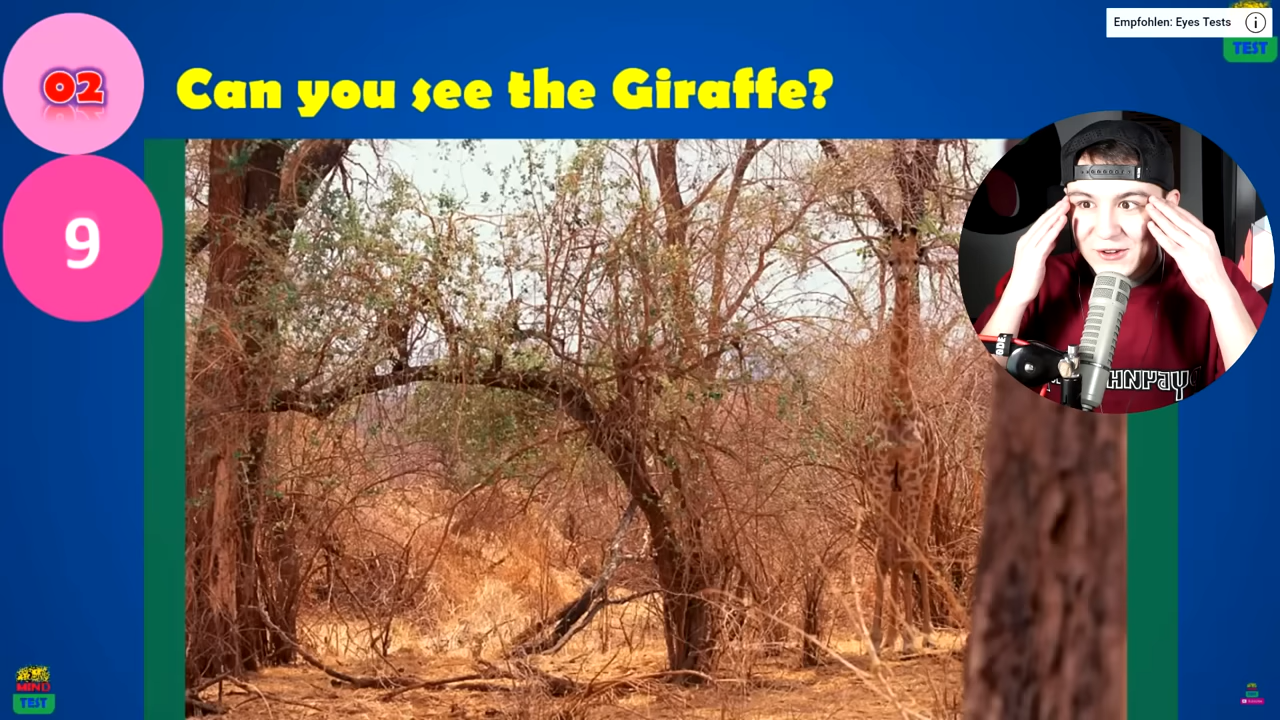 Empfohlen: Eyes Tests
TEST
02
Can you see the Giraffe?
9
MIND
TEST